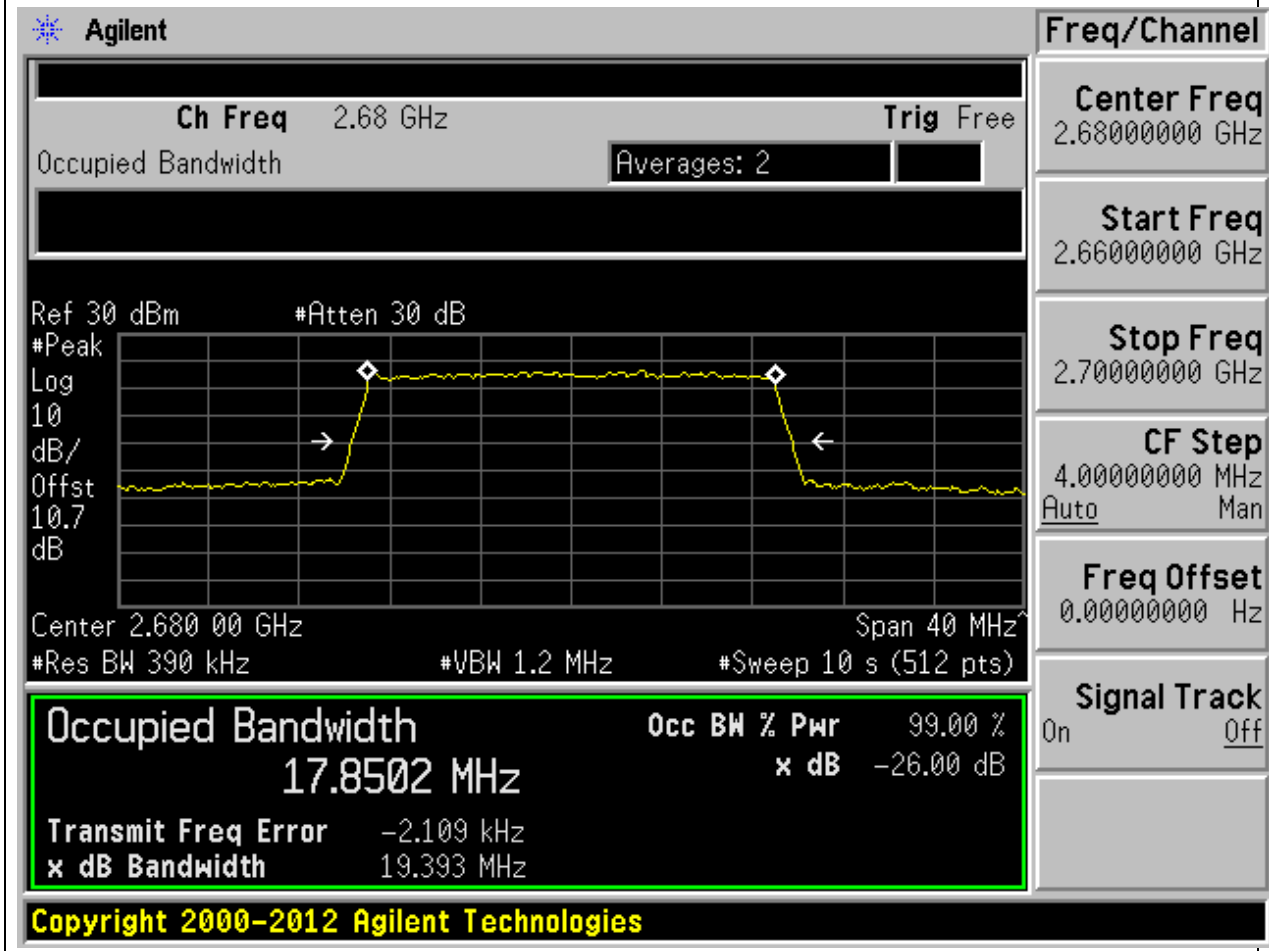 Agilent
Freq/Channel
Ch Freq 2.68 GHz Trig Free
Occupied Bandwidth Averages: 2
Center Freq
2.68000000 GHz
Start Freq
2.66000000 GHz
Stop Freq
2.70000000 GHz
CF Step
4.00000000 MHz
Auto Man
Freq Offset
0.00000000 Hz
Signal Track
On Off
Ref 30 dBm #Atten 30 dB
#Peak
Log
10
dB/
Offst
10.7
dB
Center 2.680 00 GHz Span 40 MHz^
#Res BW 390 kHz #VBW 1.2 MHz #Sweep 10 s (512 pts)
Occupied Bandwidth Occ BW % Pwr 99.00 %
17.8502 MHz x dB -26.00 dB
Transmit Freq Error -2.109 kHz
x dB Bandwidth 19.393 MHz
Copyright 2000-2012 Agilent Technologies